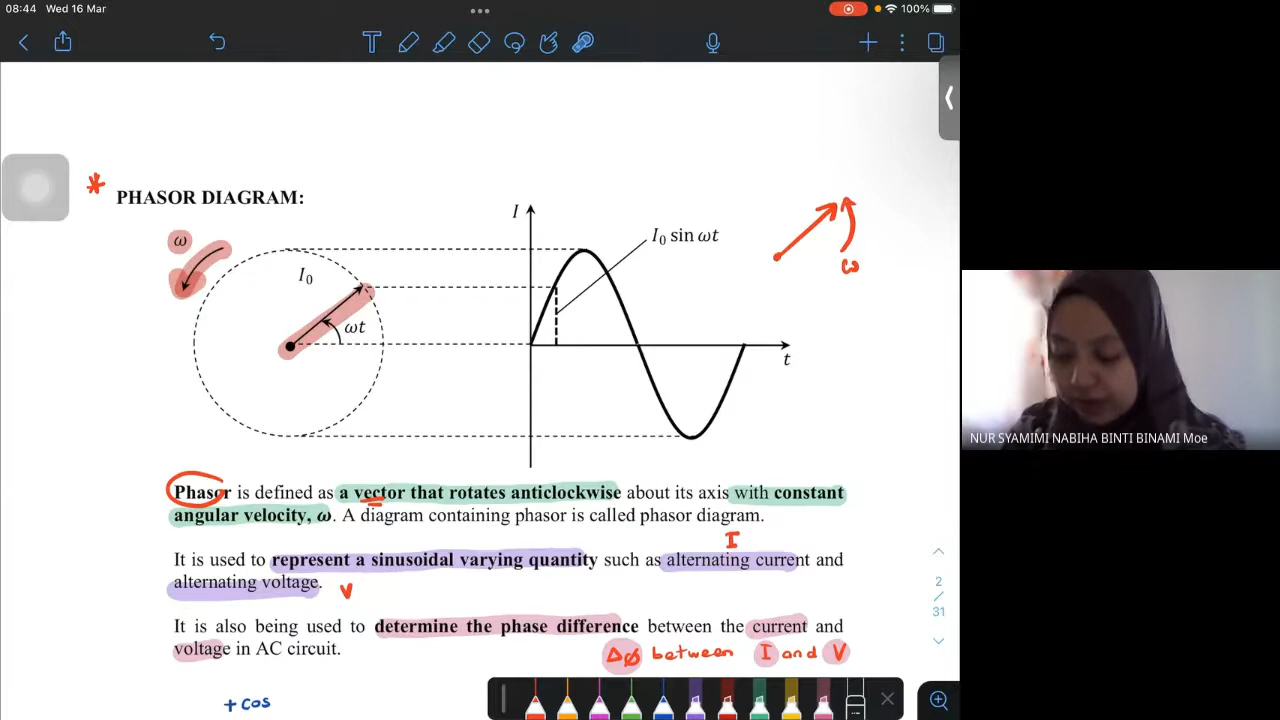 08:44 Wed 16 Mar
100%
T
* PHASOR DIAGRAM:
ω
I₀
ωt
I
I₀ sin ωt
t
ω
Phasor is defined as a vector that rotates anticlockwise about its axis with constant
angular velocity, ω. A diagram containing phasor is called phasor diagram.
I
It is used to represent a sinusoidal varying quantity such as alternating current and
alternating voltage.
V
It is also being used to determine the phase difference between the current and
voltage in AC circuit.
Δø between I and V
+ cos
2
/
31
NUR SYAMIMI NABIHA BINTI BINAMI Moe